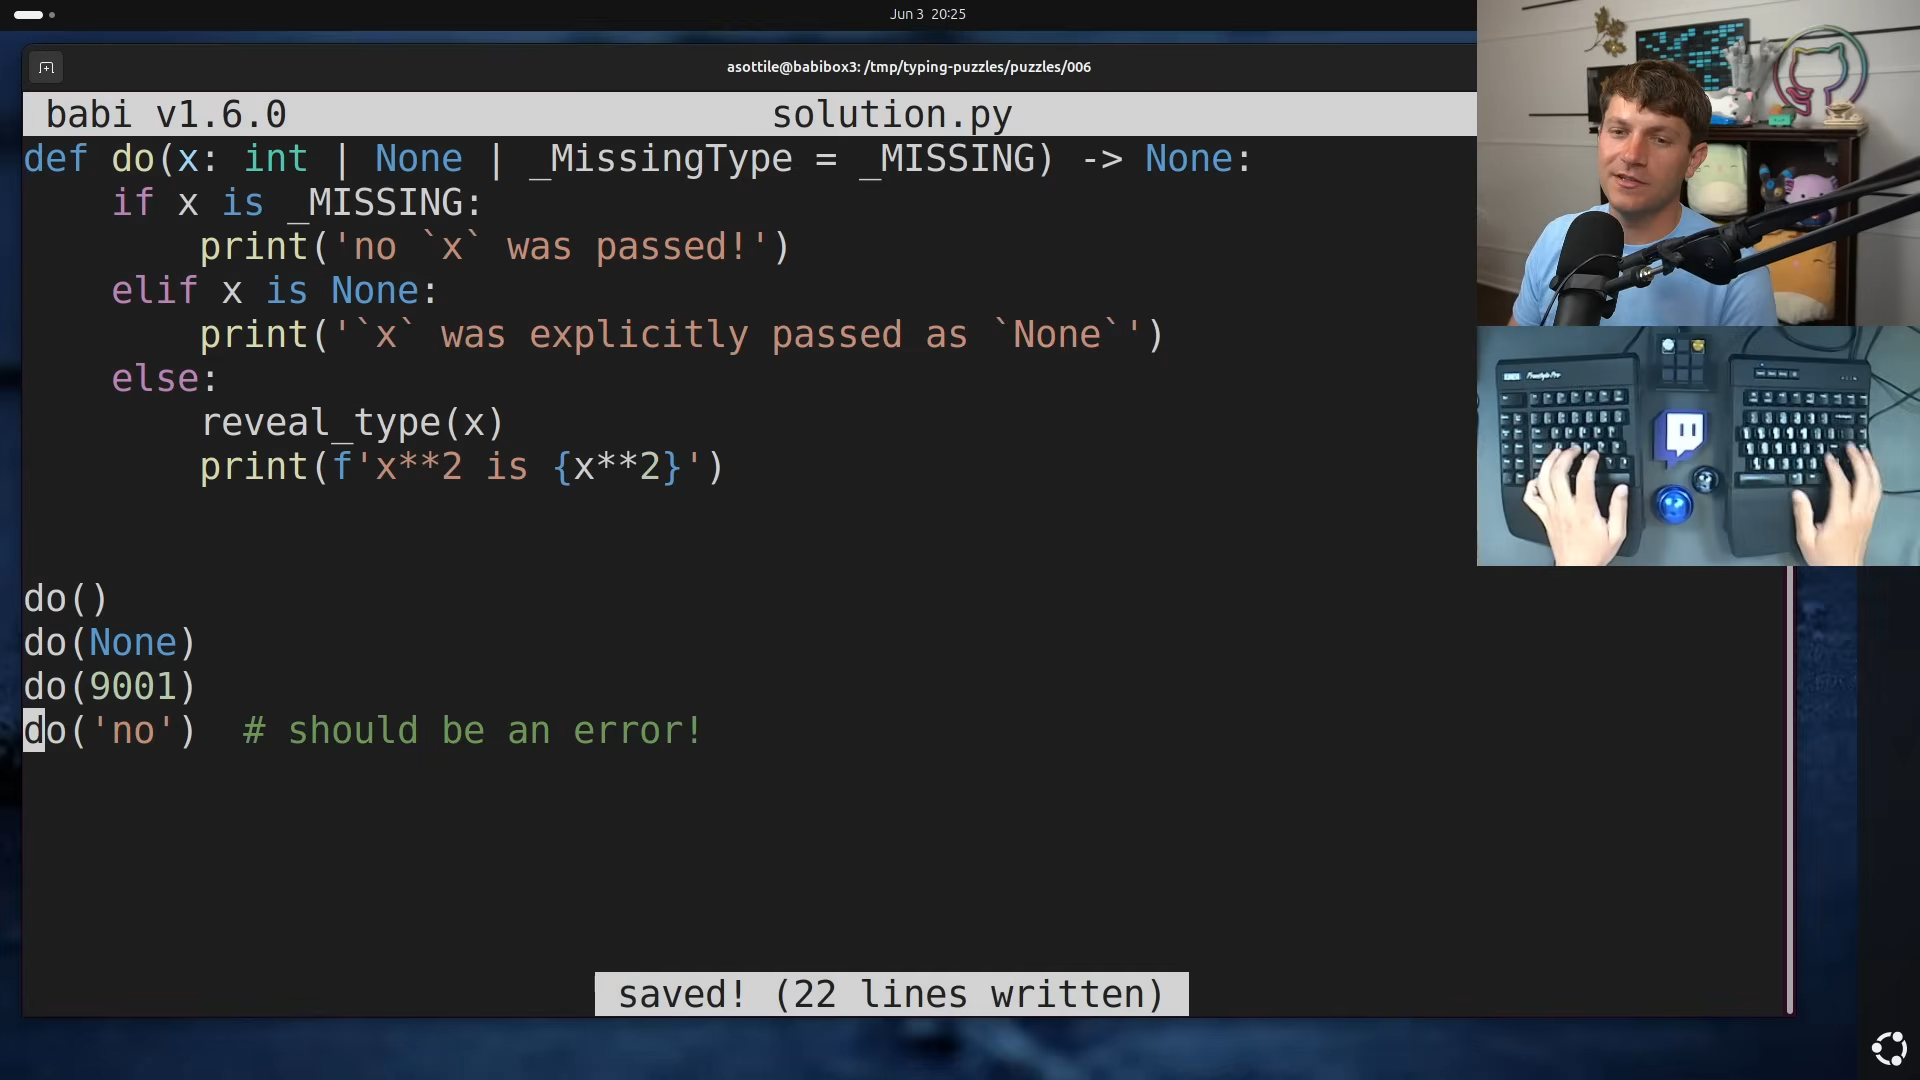 Jun 3 20:25
asottile@babibox3: /tmp/typing-puzzles/puzzles/006
babi v1.6.0 solution.py
def do(x: int | None | _MissingType = _MISSING) -> None:
    if x is _MISSING:
        print('no `x` was passed!')
    elif x is None:
        print('`x` was explicitly passed as `None`')
    else:
        reveal_type(x)
        print(f'x**2 is {x**2}')
do()
do(None)
do(9001)
do('no')  # should be an error!
saved! (22 lines written)